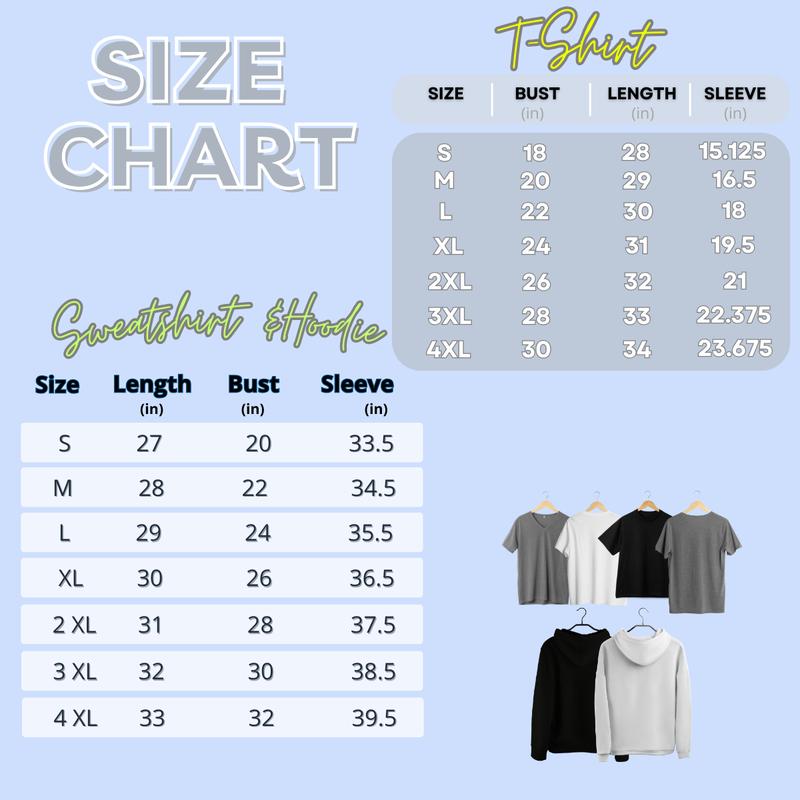 SIZE
CHART
T-Shirt
SIZE BUST LENGTH SLEEVE
(in) (in) (in)
S 18 28 15.125
M 20 29 16.5
L 22 30 18
XL 24 31 19.5
2XL 26 32 21
3XL 28 33 22.375
4XL 30 34 23.675
Sweatshirt &Hoodie
Size Length Bust Sleeve
(in) (in) (in)
S 27 20 33.5
M 28 22 34.5
L 29 24 35.5
XL 30 26 36.5
2 XL 31 28 37.5
3 XL 32 30 38.5
4 XL 33 32 39.5